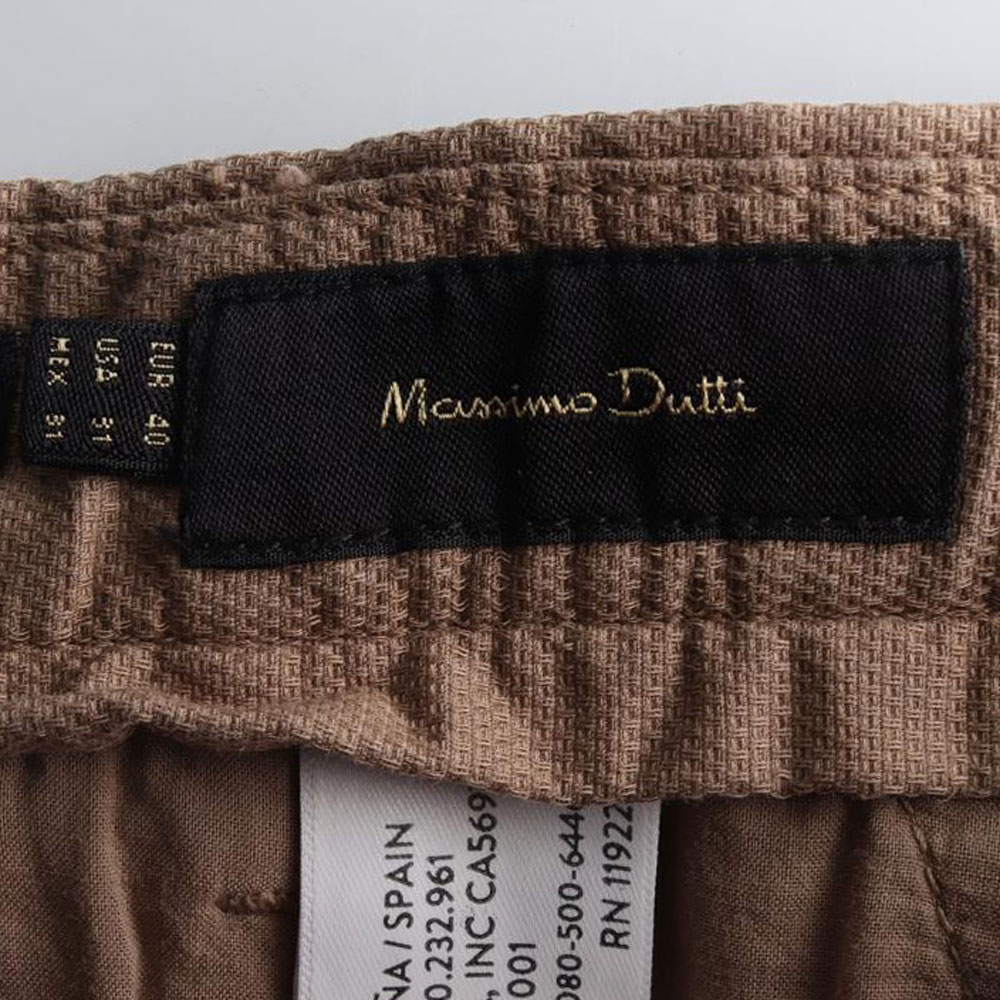 Massimo Dutti
EUR 40
USA 31
MEX 31
ÑA / SPAIN
0.232.961
, INC CA569
001
080-500-644
RN 11922